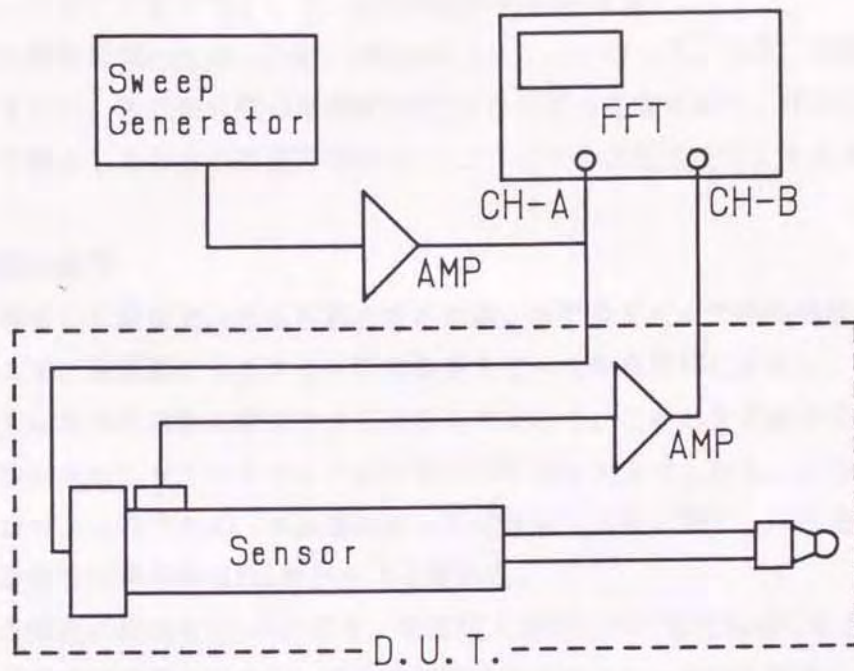 Sweep
Generator
FFT
CH-A
CH-B
AMP
AMP
Sensor
D.U.T.